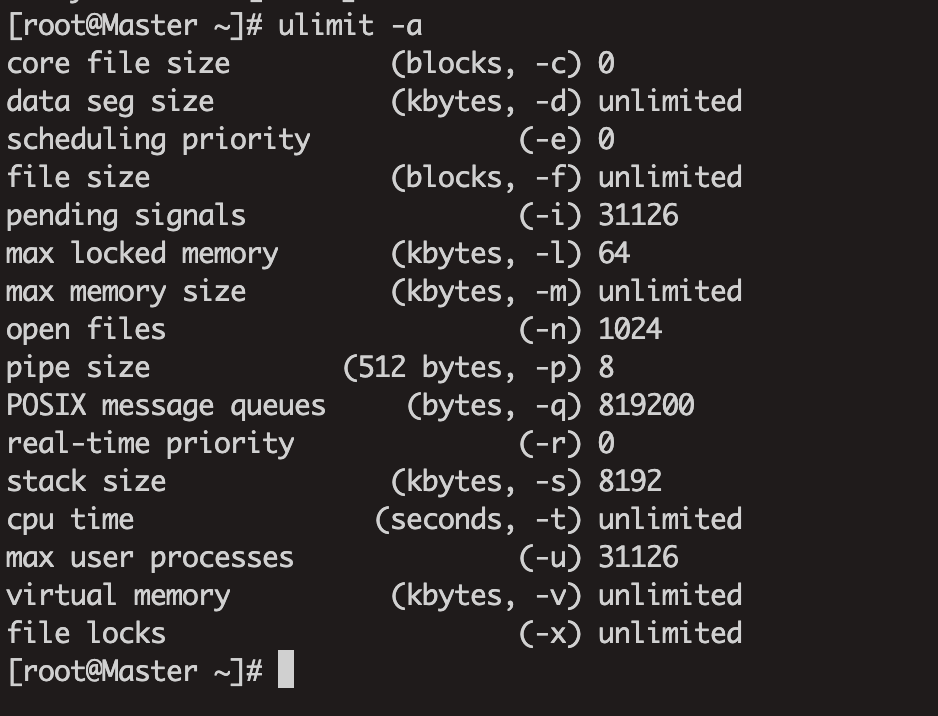 [root@Master ~]# ulimit -a
core file size          (blocks, -c) 0
data seg size           (kbytes, -d) unlimited
scheduling priority             (-e) 0
file size               (blocks, -f) unlimited
pending signals                 (-i) 31126
max locked memory       (kbytes, -l) 64
max memory size         (kbytes, -m) unlimited
open files                      (-n) 1024
pipe size            (512 bytes, -p) 8
POSIX message queues     (bytes, -q) 819200
real-time priority              (-r) 0
stack size              (kbytes, -s) 8192
cpu time               (seconds, -t) unlimited
max user processes              (-u) 31126
virtual memory          (kbytes, -v) unlimited
file locks                      (-x) unlimited
[root@Master ~]#